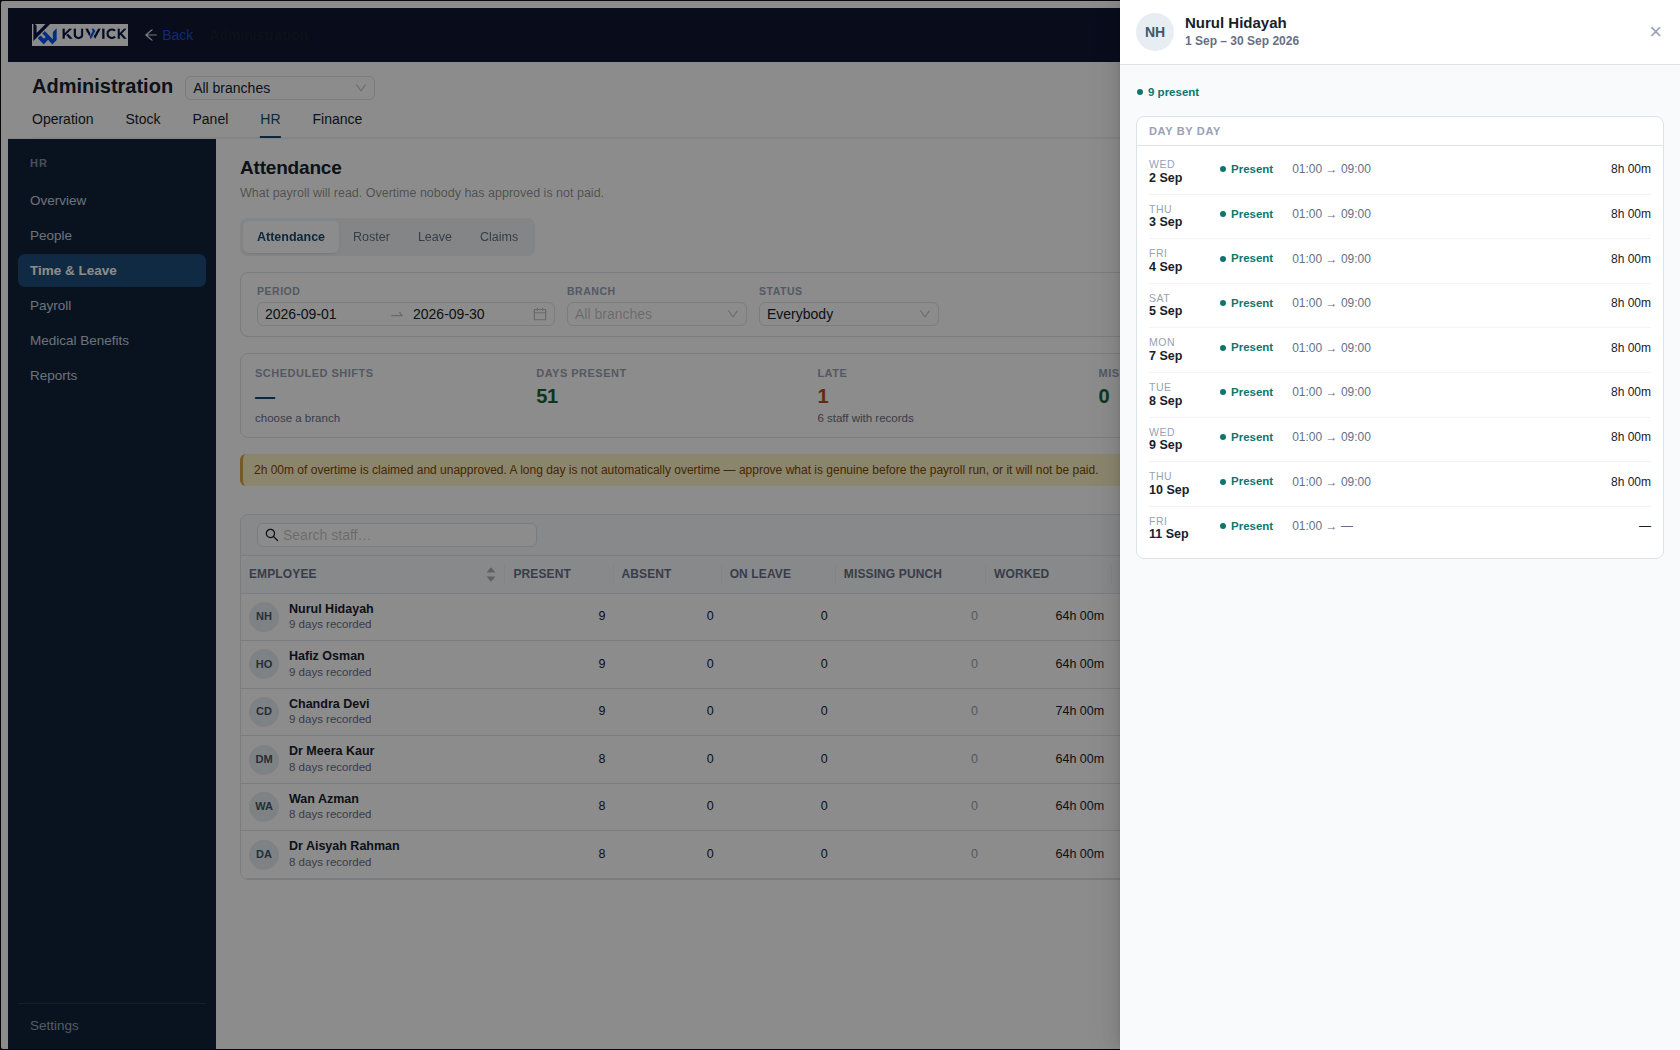 KUWICK
Back
Administration
All branches
Operation
Stock
Panel
HR
Finance
HR
Overview
People
Time & Leave
Payroll
Medical Benefits
Reports
Settings
Attendance
What payroll will read. Overtime nobody has approved is not paid.
Attendance
Roster
Leave
Claims
PERIOD
BRANCH
STATUS
2026-09-01
2026-09-30
All branches
Everybody
SCHEDULED SHIFTS
DAYS PRESENT
LATE
MIS
—
51
1
0
choose a branch
6 staff with records
2h 00m of overtime is claimed and unapproved. A long day is not automatically overtime — approve what is genuine before the payroll run, or it will not be paid.
Search staff…
EMPLOYEE
PRESENT
ABSENT
ON LEAVE
MISSING PUNCH
WORKED
NH
Nurul Hidayah
9 days recorded
9
0
0
0
64h 00m
HO
Hafiz Osman
9 days recorded
9
0
0
0
64h 00m
CD
Chandra Devi
9 days recorded
9
0
0
0
74h 00m
DM
Dr Meera Kaur
8 days recorded
8
0
0
0
64h 00m
WA
Wan Azman
8 days recorded
8
0
0
0
64h 00m
DA
Dr Aisyah Rahman
8 days recorded
8
0
0
0
64h 00m
NH
Nurul Hidayah
1 Sep – 30 Sep 2026
9 present
DAY BY DAY
WED
2 Sep
Present
01:00 → 09:00
8h 00m
THU
3 Sep
Present
01:00 → 09:00
8h 00m
FRI
4 Sep
Present
01:00 → 09:00
8h 00m
SAT
5 Sep
Present
01:00 → 09:00
8h 00m
MON
7 Sep
Present
01:00 → 09:00
8h 00m
TUE
8 Sep
Present
01:00 → 09:00
8h 00m
WED
9 Sep
Present
01:00 → 09:00
8h 00m
THU
10 Sep
Present
01:00 → 09:00
8h 00m
FRI
11 Sep
Present
01:00 → —
—